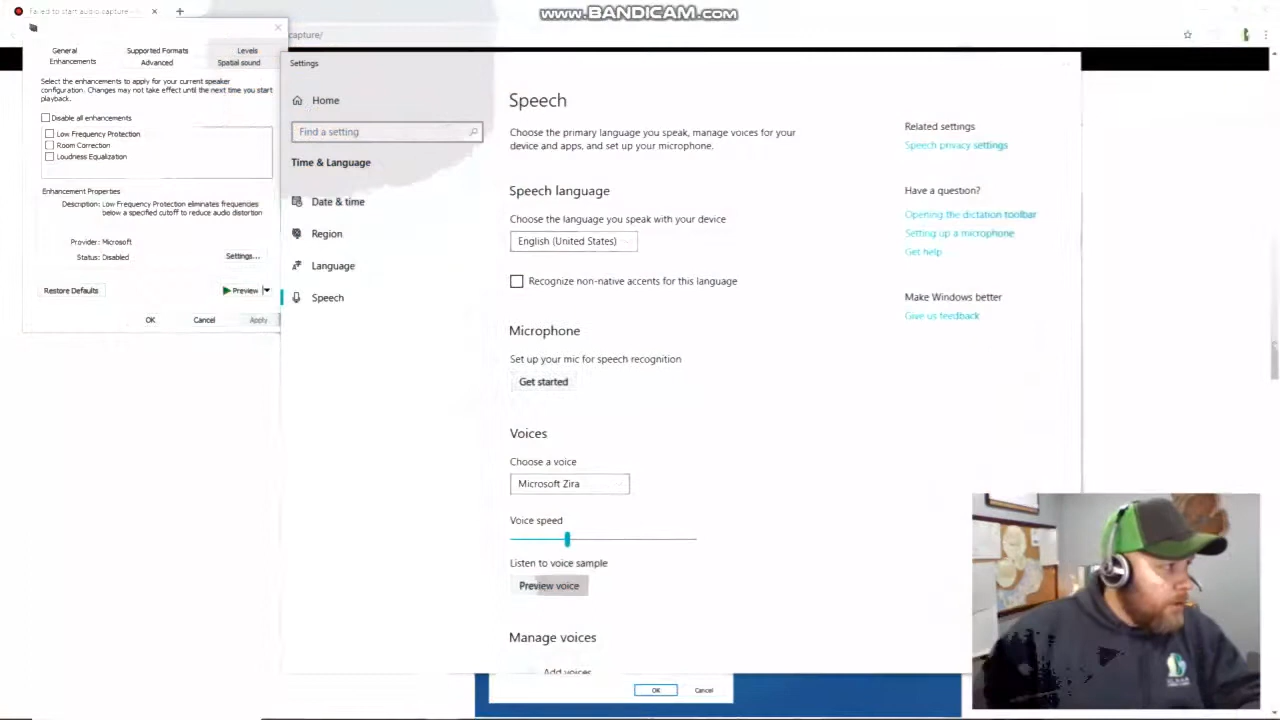 Failed to start audio capture
www.BANDICAM.com
capture/
General
Supported Formats
Levels
Enhancements
Advanced
Spatial sound
Select the enhancements to apply for your current speaker
configuration. Changes may not take effect until the next time you start
playback.
Disable all enhancements
Low Frequency Protection
Room Correction
Loudness Equalization
Enhancement Properties
Description: Low Frequency Protection eliminates frequencies
below a specified cutoff to reduce audio distortion
Provider: Microsoft
Status: Disabled
Settings...
Restore Defaults
Preview
OK
Cancel
Apply
Settings
Home
Find a setting
Time & Language
Date & time
Region
Language
Speech
Speech
Choose the primary language you speak, manage voices for your
device and apps, and set up your microphone.
Speech language
Choose the language you speak with your device
English (United States)
Recognize non-native accents for this language
Microphone
Set up your mic for speech recognition
Get started
Voices
Choose a voice
Microsoft Zira
Voice speed
Listen to voice sample
Preview voice
Manage voices
Add voices
Related settings
Speech privacy settings
Have a question?
Opening the dictation toolbar
Setting up a microphone
Get help
Make Windows better
Give us feedback
OK
Cancel